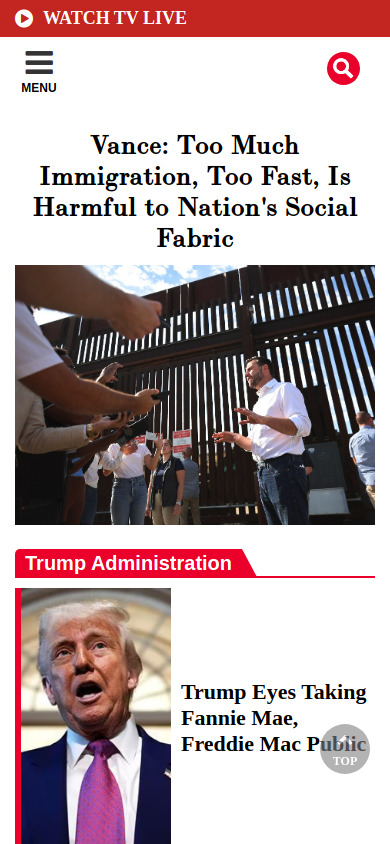 WATCH TV LIVE
MENU
Vance: Too Much
Immigration, Too Fast, Is
Harmful to Nation's Social
Fabric
Trump Administration
Trump Eyes Taking
Fannie Mae,
Freddie Mac Public
TOP